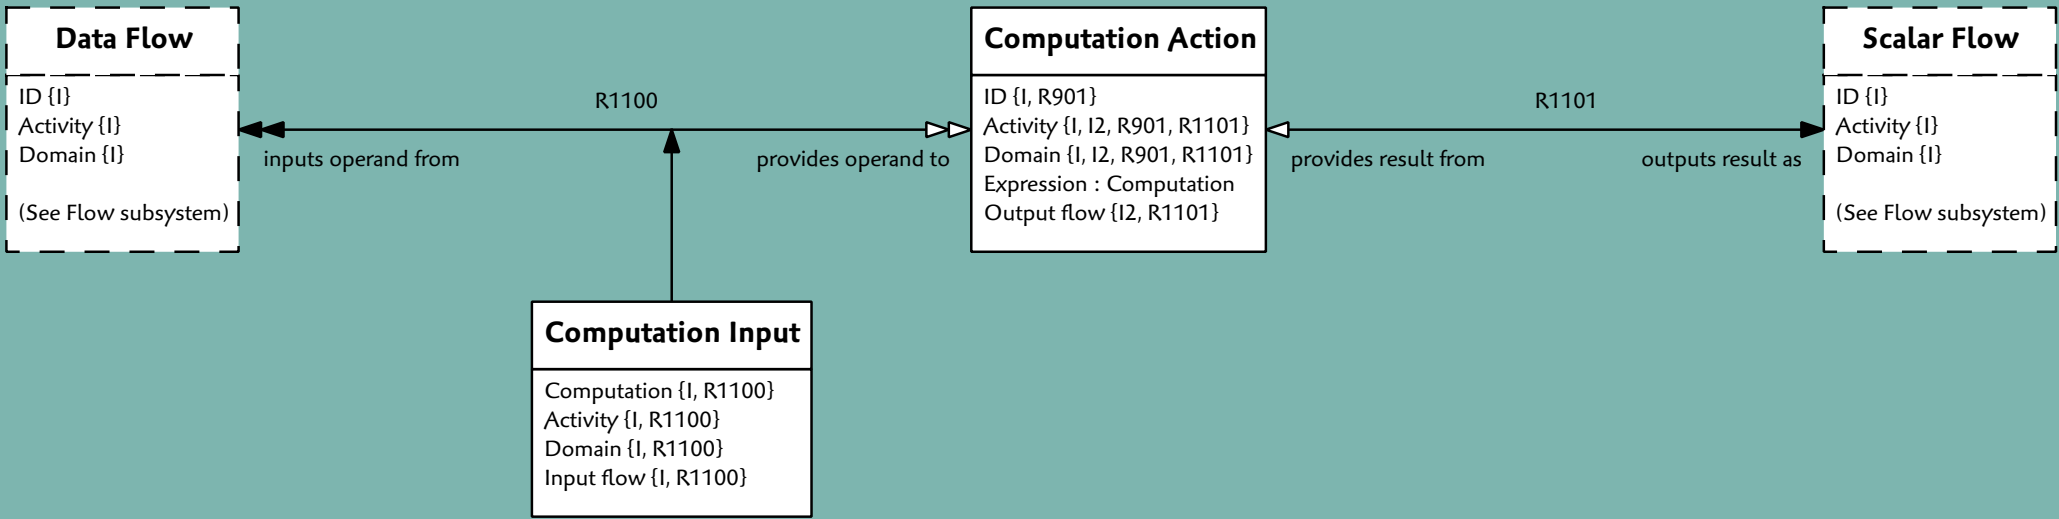 Data Flow
ID {I}
Activity {I}
Domain {I}
(See Flow subsystem)
R1100
inputs operand from
provides operand to
Computation Action
ID {I, R901}
Activity {I, I2, R901, R1101}
Domain {I, I2, R901, R1101}
Expression : Computation
Output flow {I2, R1101}
R1101
provides result from
outputs result as
Scalar Flow
ID {I}
Activity {I}
Domain {I}
(See Flow subsystem)
Computation Input
Computation {I, R1100}
Activity {I, R1100}
Domain {I, R1100}
Input flow {I, R1100}